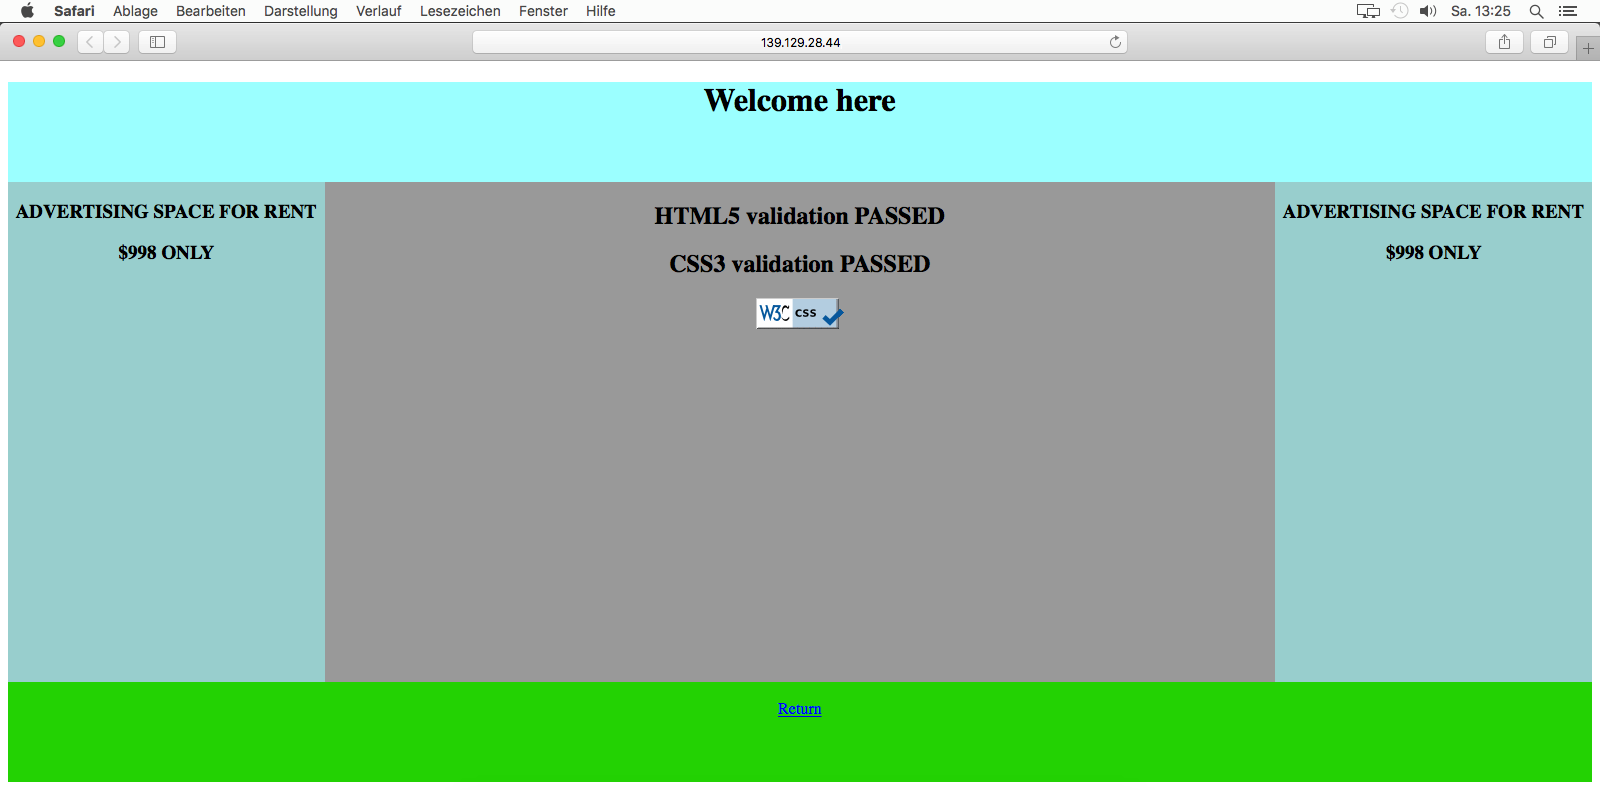 Safari Ablage Bearbeiten Darstellung Verlauf Lesezeichen Fenster Hilfe Sa. 13:25
139.129.28.44
Welcome here
ADVERTISING SPACE FOR RENT
$998 ONLY
HTML5 validation PASSED
CSS3 validation PASSED
W3C css
ADVERTISING SPACE FOR RENT
$998 ONLY
Return